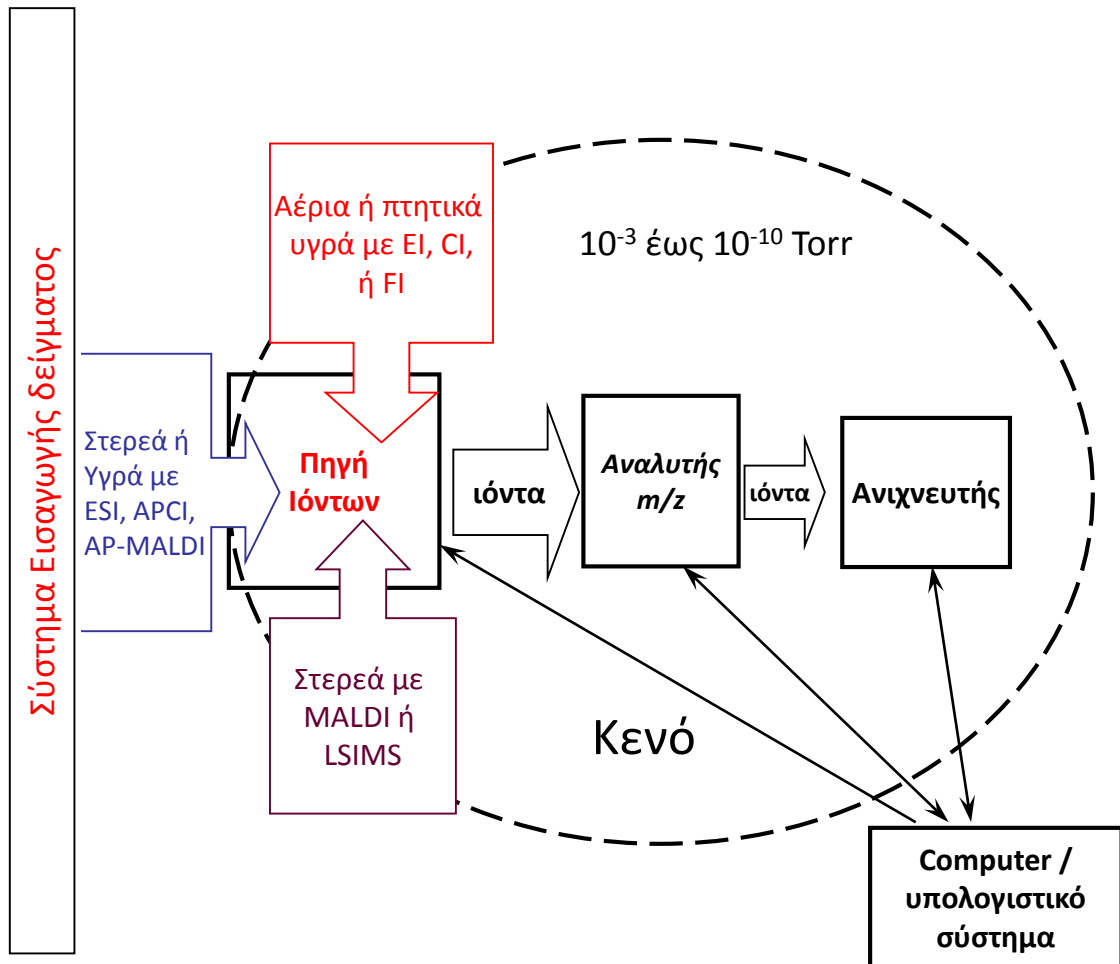 Σύστημα Εισαγωγής δείγματος
Αέρια ή πτητικά
υγρά με EI, CI,
ή FI
10⁻³ έως 10⁻¹⁰ Torr
Στερεά ή
Υγρά με
ESI, APCI,
AP-MALDI
Πηγή
Ιόντων
ιόντα
Αναλυτής
m/z
ιόντα
Ανιχνευτής
Στερεά με
MALDI ή
LSIMS
Κενό
Computer /
υπολογιστικό
σύστημα